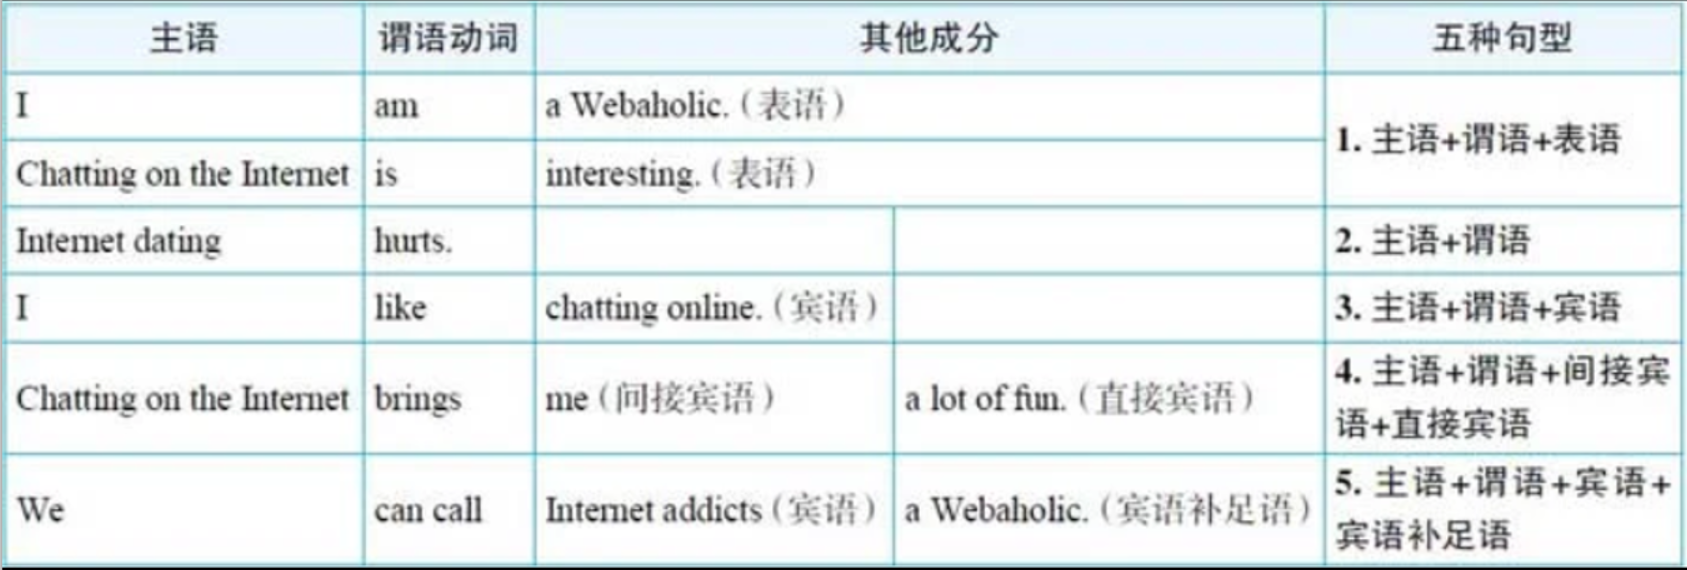 主语 谓语动词 其他成分 五种句型
I am a Webaholic.（表语） 1. 主语+谓语+表语
Chatting on the Internet is interesting.（表语）
Internet dating hurts. 2. 主语+谓语
I like chatting online.（宾语） 3. 主语+谓语+宾语
Chatting on the Internet brings me（间接宾语） a lot of fun.（直接宾语） 4. 主语+谓语+间接宾
语+直接宾语
We can call Internet addicts（宾语） a Webaholic.（宾语补足语） 5. 主语+谓语+宾语+
宾语补足语